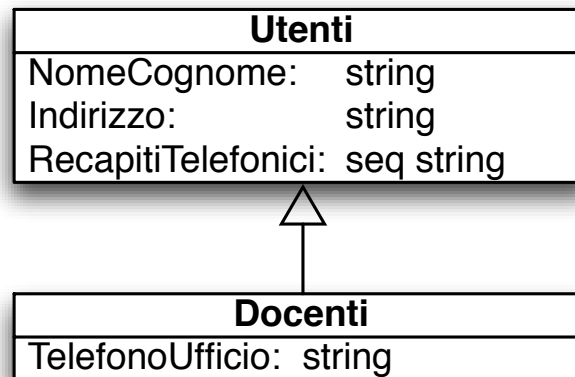 Utenti
NomeCognome: string
Indirizzo: string
RecapitiTelefonici: seq string
Docenti
TelefonoUfficio: string